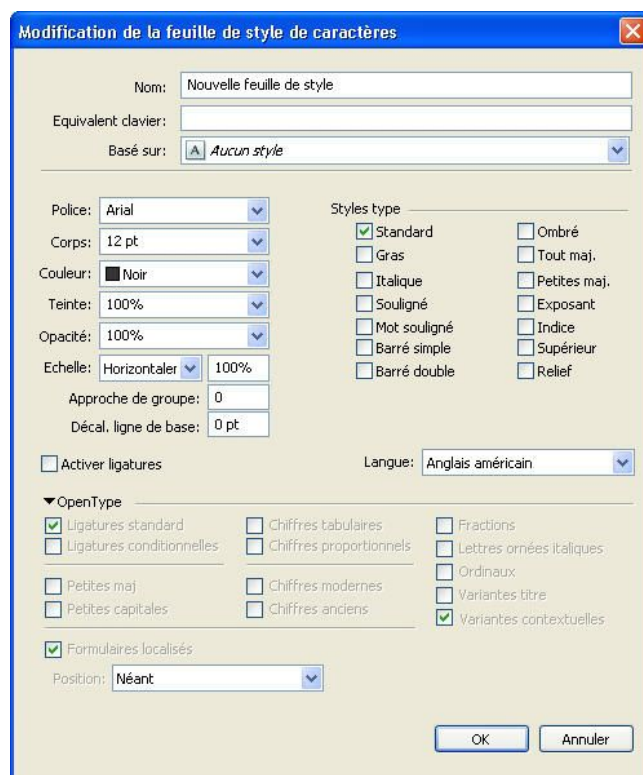 Modification de la feuille de style de caractères
Nom: Nouvelle feuille de style
Equivalent clavier:
Basé sur: A Aucun style
Police: Arial
Corps: 12 pt
Couleur: Noir
Teinte: 100%
Opacité: 100%
Echelle: Horizontaler 100%
Approche de groupe: 0
Décal. ligne de base: 0 pt
Styles type
Standard Ombré
Gras Tout maj.
Italique Petites maj.
Souligné Exposant
Mot souligné Indice
Barré simple Supérieur
Barré double Relief
Activer ligatures
Langue: Anglais américain
OpenType
Ligatures standard
Ligatures conditionnelles
Petites maj
Petites capitales
Chiffres tabulaires
Chiffres proportionnels
Chiffres modernes
Chiffres anciens
Fractions
Lettres ornées italiques
Ordinaux
Variantes titre
Variantes contextuelles
Formulaires localisés
Position: Néant
OK Annuler